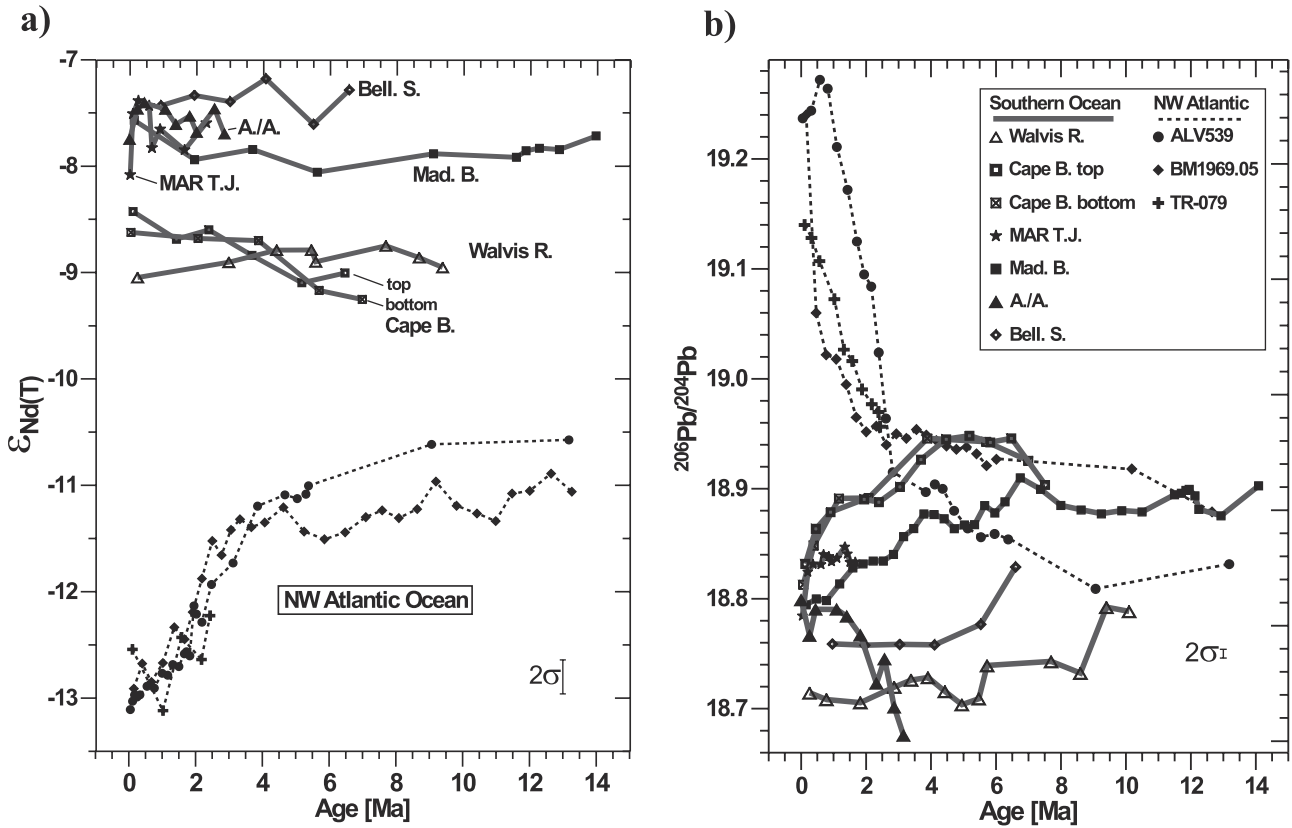 a)
-7
-8
-9
-10
-11
-12
-13
εNd(T)
Bell. S.
A./A.
Mad. B.
MAR T.J.
Walvis R.
top
bottom
Cape B.
NW Atlantic Ocean
2σ
0 2 4 6 8 10 12 14
Age [Ma]
b)
19.2
19.1
19.0
18.9
18.8
18.7
206Pb/204Pb
Southern Ocean NW Atlantic
Walvis R. ALV539
Cape B. top BM1969.05
Cape B. bottom TR-079
MAR T.J.
Mad. B.
A./A.
Bell. S.
2σ
0 2 4 6 8 10 12 14
Age [Ma]